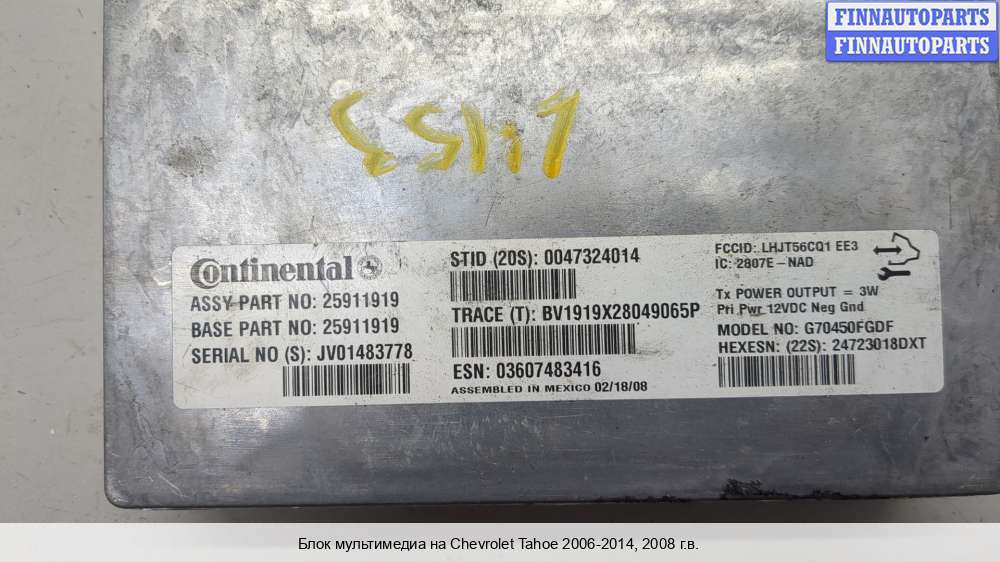 FINNAUTOPARTS
FINNAUTOPARTS
Continental
ASSY PART NO: 25911919
BASE PART NO: 25911919
SERIAL NO (S): JV01483778
STID (20S): 0047324014
TRACE (T): BV1919X28049065P
ESN: 03607483416
ASSEMBLED IN MEXICO 02/18/08
FCCID: LHJT56CQ1 EE3
IC: 2807E-NAD
Tx POWER OUTPUT = 3W
Pri Pwr 12VDC Neg Gnd
MODEL NO: G70450FGDF
HEXESN: (22S): 24723018DXT
Блок мультимедиа на Chevrolet Tahoe 2006-2014, 2008 г.в.